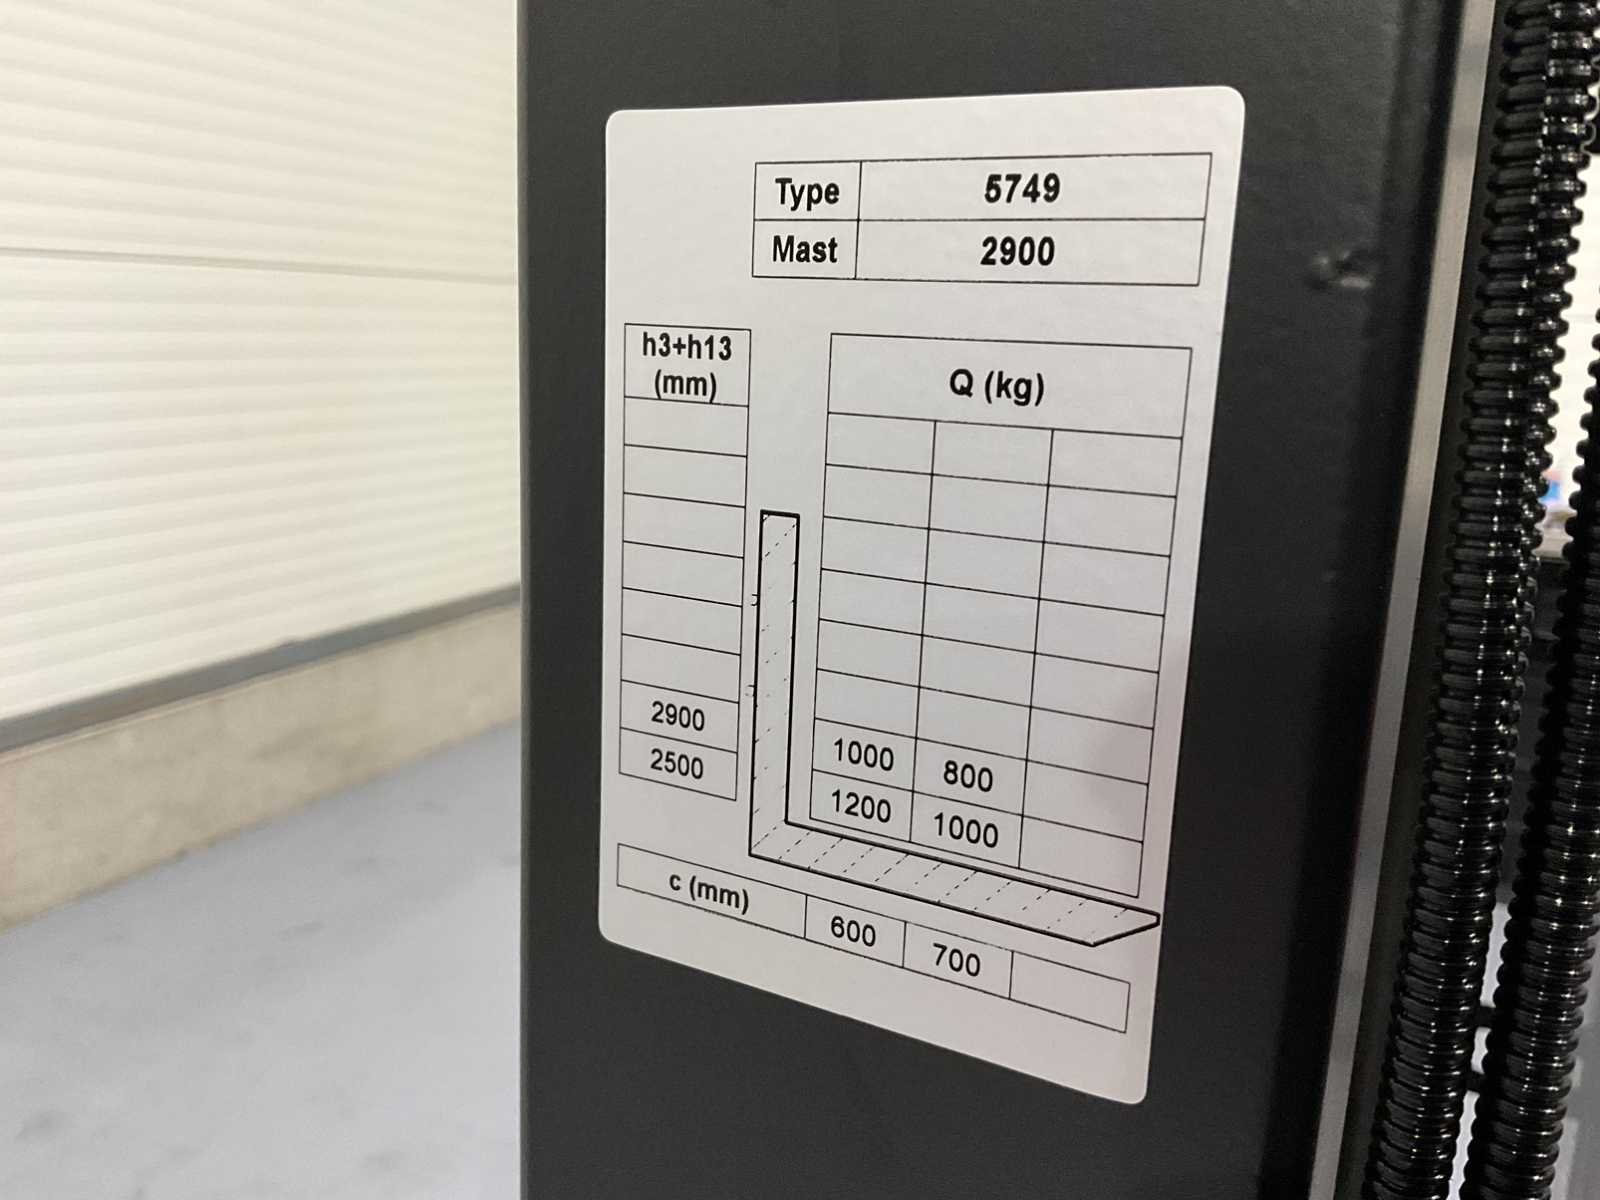 Type 5749
Mast 2900
h3+h13
(mm)
Q (kg)
2900 1000 800
2500 1200 1000
c (mm) 600 700